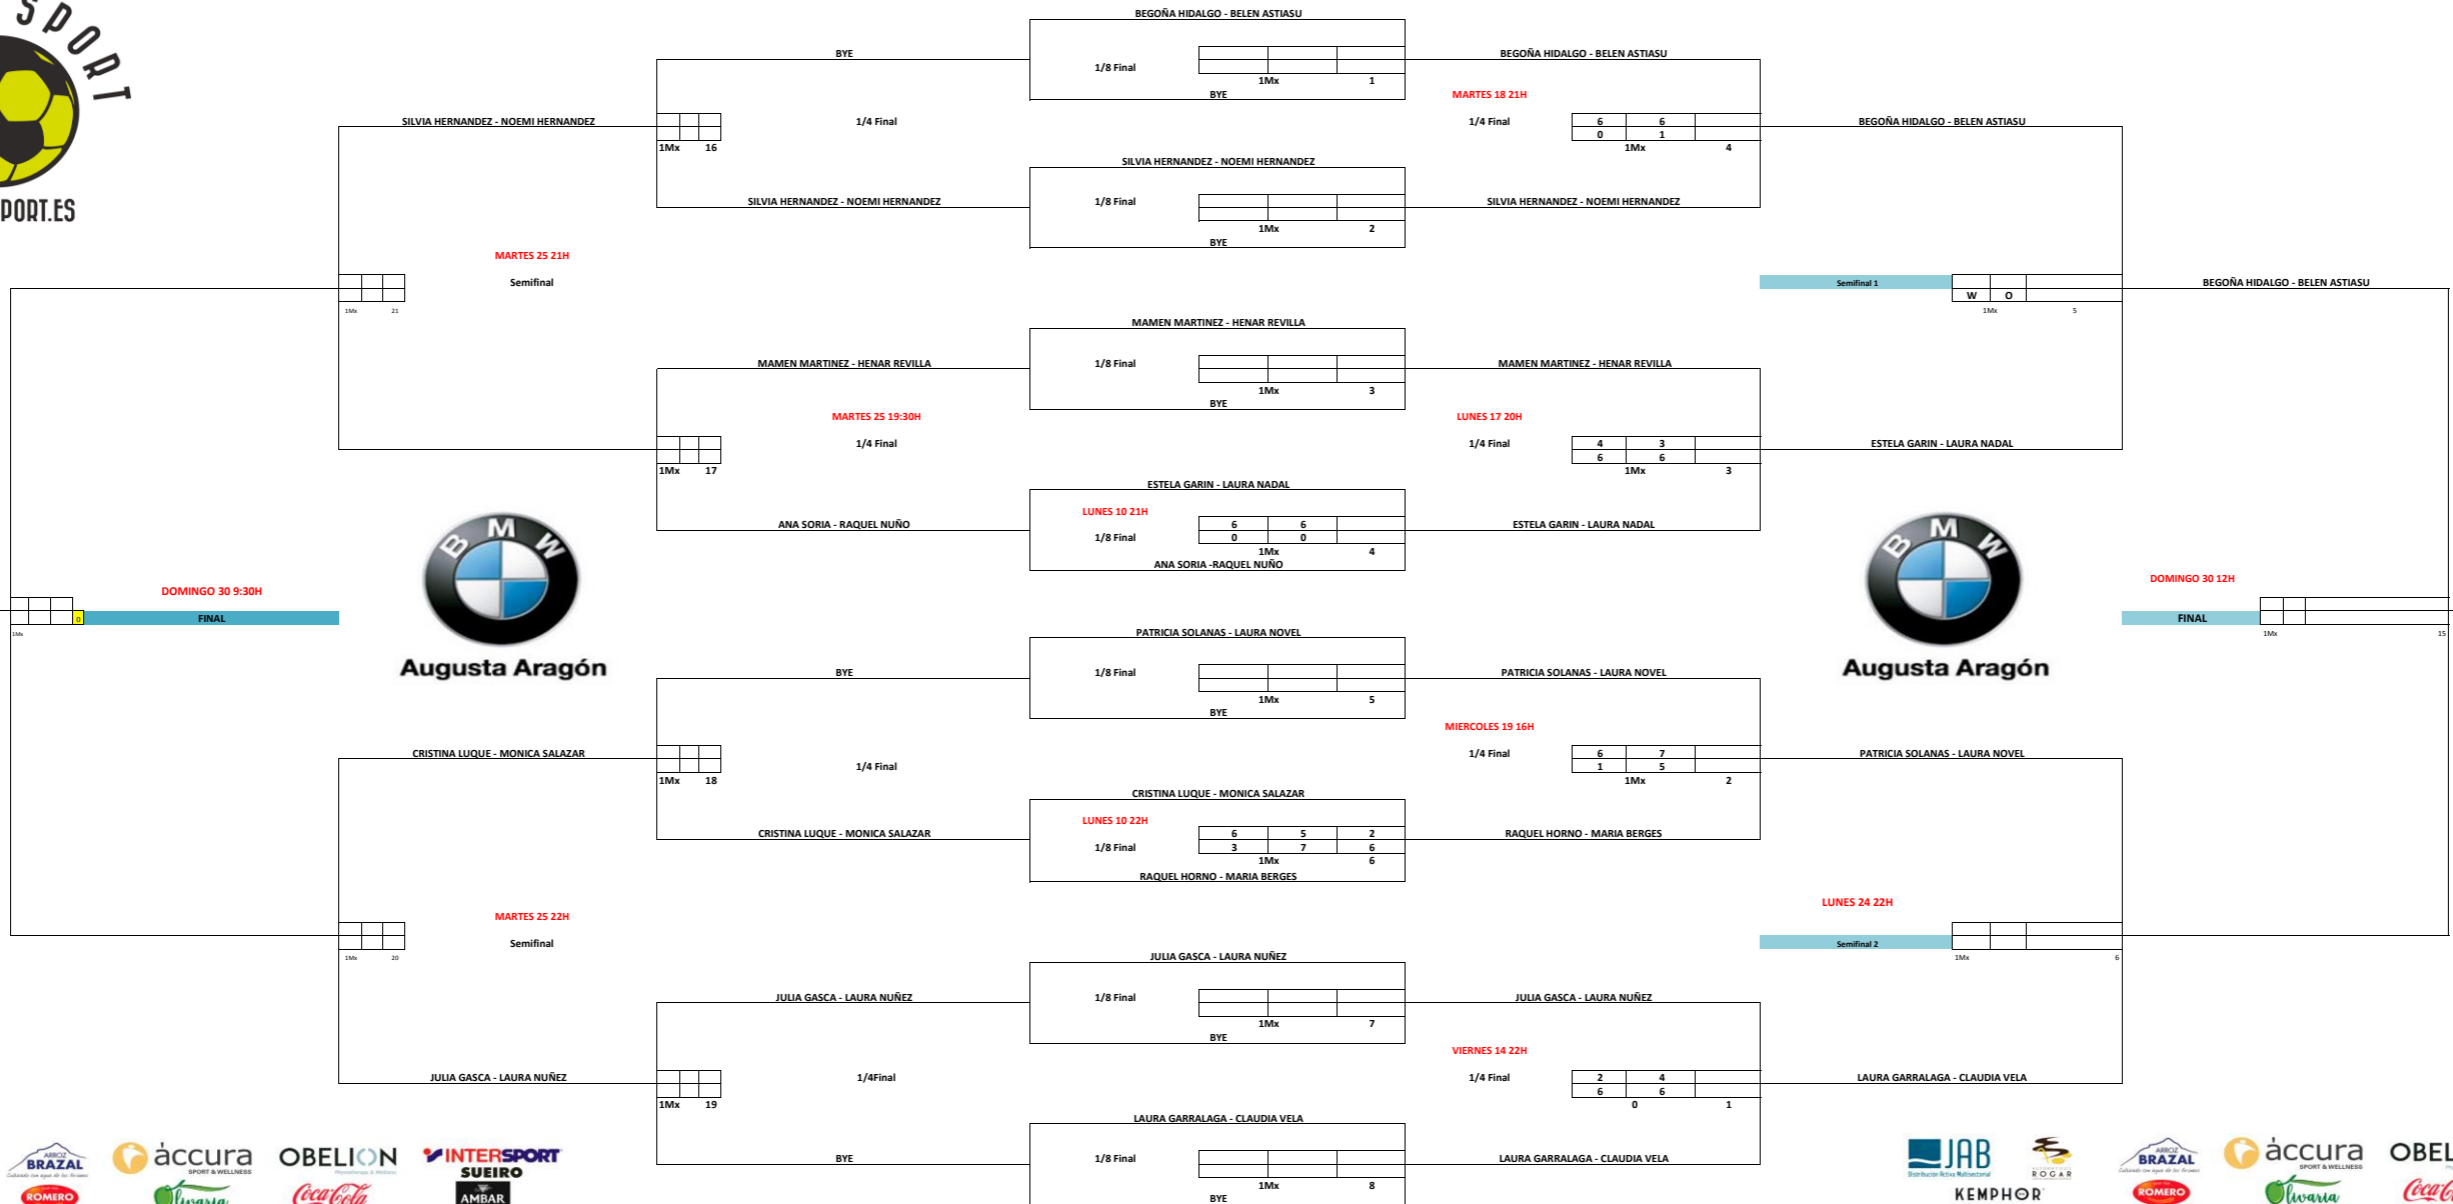 SPORT
PORT.ES
BEGOÑA HIDALGO - BELEN ASTIASU
BYE
1/8 Final
1Mx 1
BYE
BEGOÑA HIDALGO - BELEN ASTIASU
MARTES 18 21H
SILVIA HERNANDEZ - NOEMI HERNANDEZ
1/4 Final
1Mx 16
1/4 Final
6 6
0 1
1Mx 4
BEGOÑA HIDALGO - BELEN ASTIASU
SILVIA HERNANDEZ - NOEMI HERNANDEZ
SILVIA HERNANDEZ - NOEMI HERNANDEZ
1/8 Final
1Mx 2
BYE
SILVIA HERNANDEZ - NOEMI HERNANDEZ
MARTES 25 21H
Semifinal
1Mx 21
Semifinal 1
W O
1Mx 5
BEGOÑA HIDALGO - BELEN ASTIASU
MAMEN MARTINEZ - HENAR REVILLA
MAMEN MARTINEZ - HENAR REVILLA
1/8 Final
1Mx 3
BYE
MAMEN MARTINEZ - HENAR REVILLA
MARTES 25 19:30H
1/4 Final
1Mx 17
LUNES 17 20H
1/4 Final
4 3
6 6
1Mx 3
ESTELA GARIN - LAURA NADAL
ESTELA GARIN - LAURA NADAL
ANA SORIA - RAQUEL NUÑO
LUNES 10 21H
1/8 Final
6 6
0 0
1Mx 4
ANA SORIA -RAQUEL NUÑO
ESTELA GARIN - LAURA NADAL
BMW
Augusta Aragón
BMW
Augusta Aragón
DOMINGO 30 9:30H
0
FINAL
1Mx
DOMINGO 30 12H
FINAL
1Mx 15
PATRICIA SOLANAS - LAURA NOVEL
BYE
1/8 Final
1Mx 5
BYE
PATRICIA SOLANAS - LAURA NOVEL
MIERCOLES 19 16H
CRISTINA LUQUE - MONICA SALAZAR
1/4 Final
1Mx 18
1/4 Final
6 7
1 5
1Mx 2
PATRICIA SOLANAS - LAURA NOVEL
CRISTINA LUQUE - MONICA SALAZAR
CRISTINA LUQUE - MONICA SALAZAR
LUNES 10 22H
1/8 Final
6 5 2
3 7 6
1Mx 6
RAQUEL HORNO - MARIA BERGES
RAQUEL HORNO - MARIA BERGES
MARTES 25 22H
Semifinal
1Mx 20
LUNES 24 22H
Semifinal 2
1Mx 6
JULIA GASCA - LAURA NUÑEZ
JULIA GASCA - LAURA NUÑEZ
1/8 Final
1Mx 7
BYE
JULIA GASCA - LAURA NUÑEZ
VIERNES 14 22H
JULIA GASCA - LAURA NUÑEZ
1/4Final
1Mx 19
1/4 Final
2 4
6 6
0 1
LAURA GARRALAGA - CLAUDIA VELA
LAURA GARRALAGA - CLAUDIA VELA
BYE
1/8 Final
1Mx 8
BYE
LAURA GARRALAGA - CLAUDIA VELA
ARROZ
BRAZAL
àccura
SPORT & WELLNESS
OBELION
INTERSPORT
SUEIRO
ROMERO
Olivaria
Coca-Cola
AMBAR
JAB
Distribución Activa Multisectorial
ROGAR
KEMPHOR
ARROZ
BRAZAL
ROMERO
àccura
SPORT & WELLNESS
Olivaria
OBEL